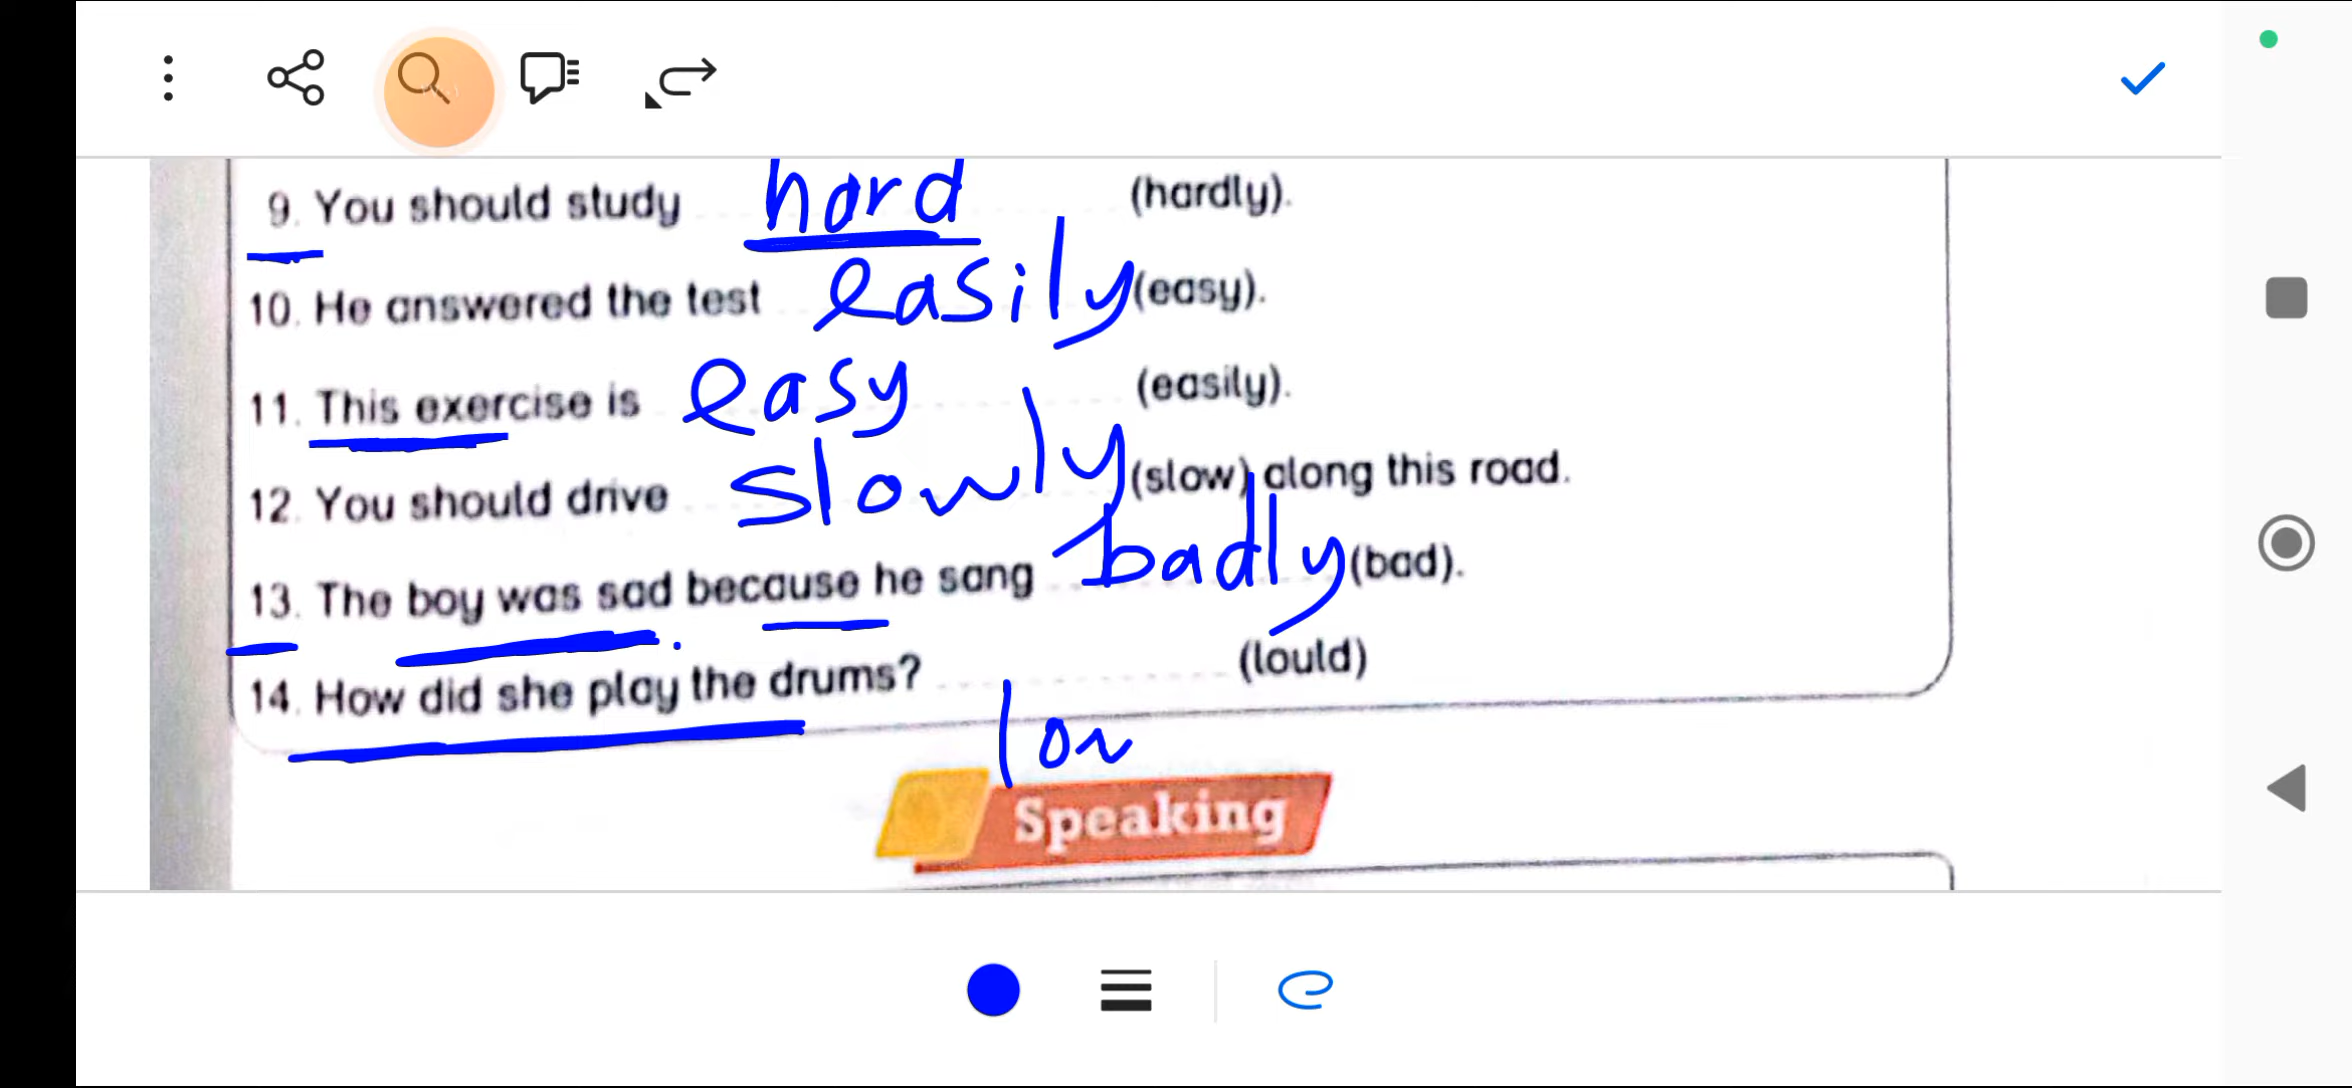 9. You should study hard (hardly).
10. He answered the test easily (easy).
11. This exercise is easy (easily).
12. You should drive slowly (slow) along this road.
13. The boy was sad because he sang badly (bad).
14. How did she play the drums? (lould)
lou
Speaking